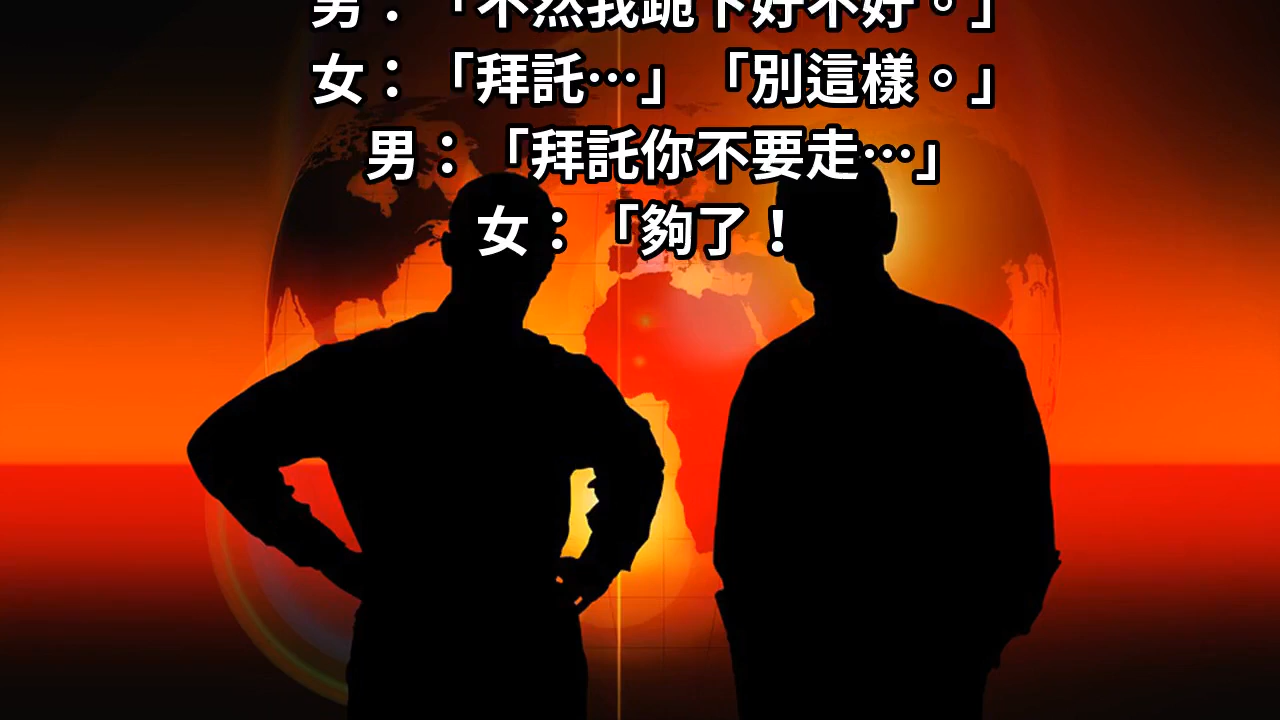 男：「不然我跪下好不好。」
女：「拜託⋯」「別這樣。」
男：「拜託你不要走⋯」
女：「夠了！